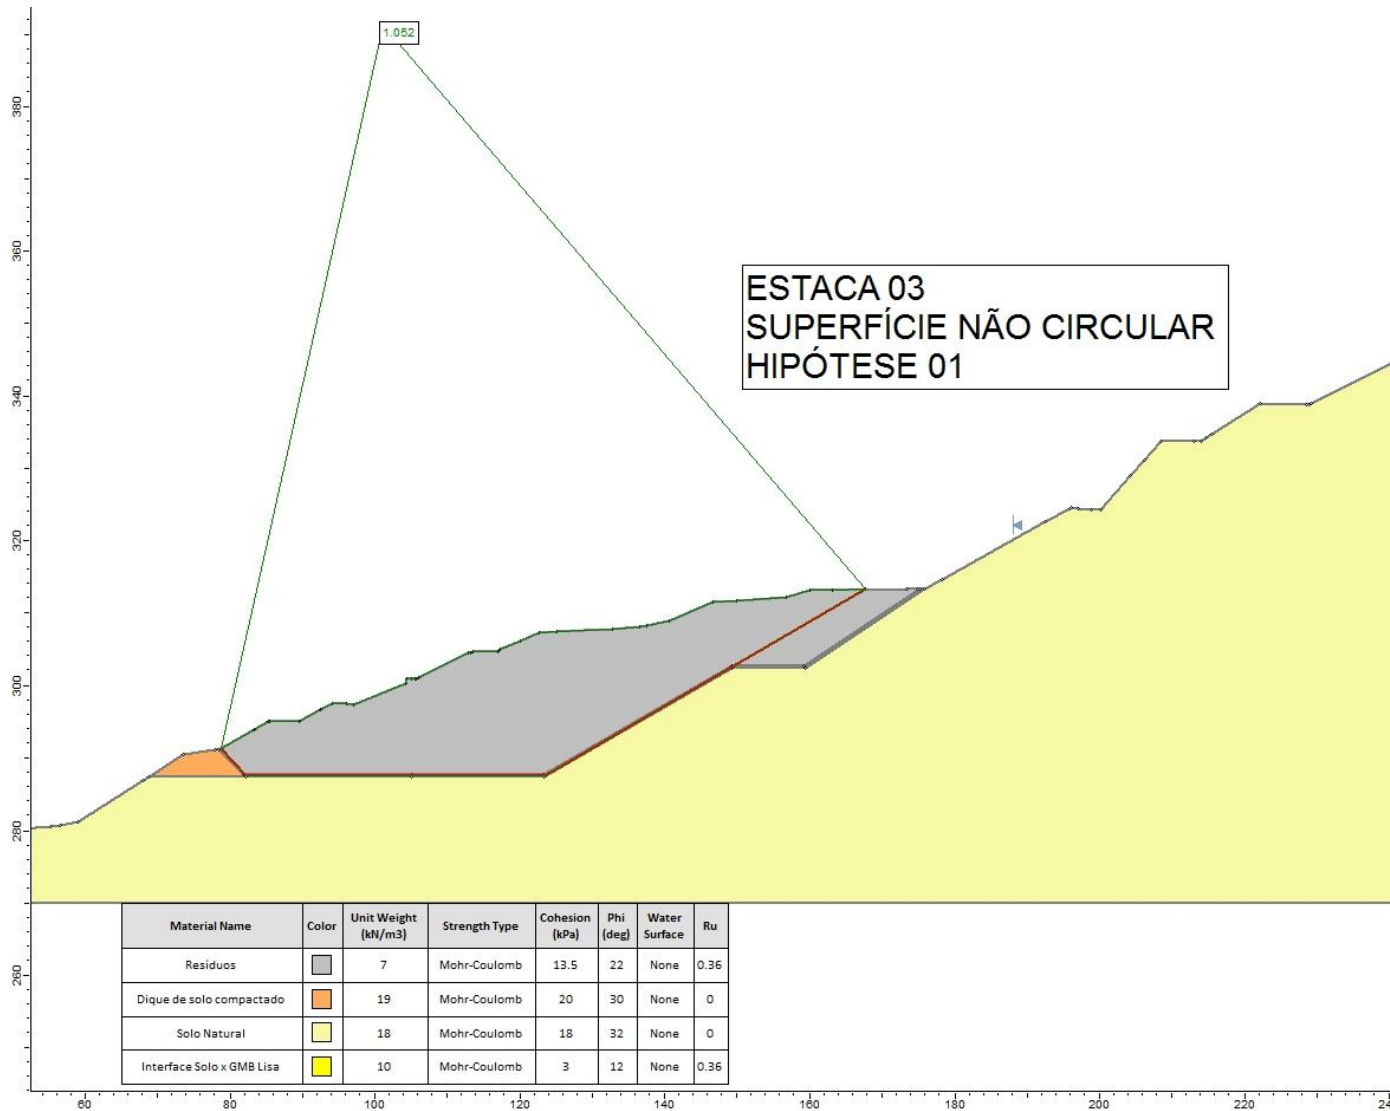 1.052
380
360
340
320
300
280
260
ESTACA 03
SUPERFÍCIE NÃO CIRCULAR
HIPÓTESE 01
Material Name Color Unit Weight (kN/m3) Strength Type Cohesion (kPa) Phi (deg) Water Surface Ru
Resíduos 7 Mohr-Coulomb 13.5 22 None 0.36
Dique de solo compactado 19 Mohr-Coulomb 20 30 None 0
Solo Natural 18 Mohr-Coulomb 18 32 None 0
Interface Solo x GMB Lisa 10 Mohr-Coulomb 3 12 None 0.36
60 80 100 120 140 160 180 200 220